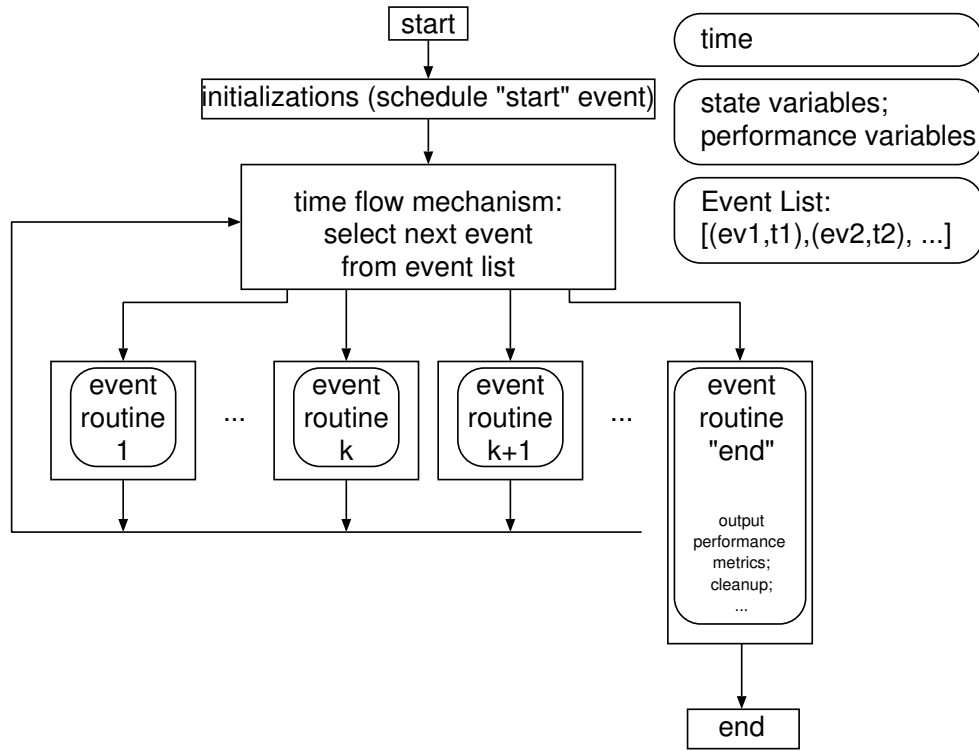 start
time
initializations (schedule "start" event)
state variables;
performance variables
time flow mechanism:
select next event
from event list
Event List:
[(ev1,t1),(ev2,t2), ...]
event
routine
1
...
event
routine
k
event
routine
k+1
...
event
routine
"end"
output
performance
metrics;
cleanup;
...
end